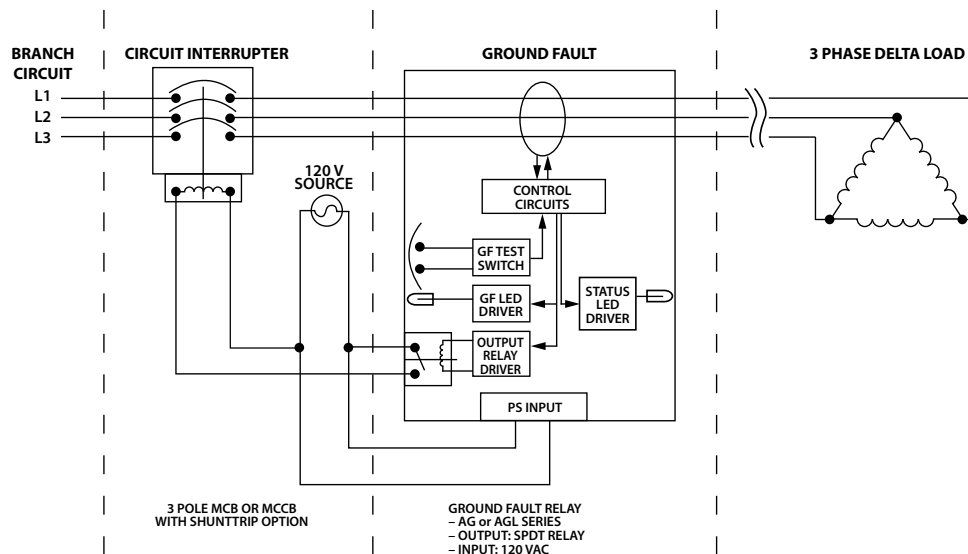 BRANCH
CIRCUIT
L1
L2
L3
CIRCUIT INTERRUPTER
120 V
SOURCE
3 POLE MCB OR MCCB
WITH SHUNTTRIP OPTION
GROUND FAULT
CONTROL
CIRCUITS
GF TEST
SWITCH
GF LED
DRIVER
STATUS
LED
DRIVER
OUTPUT
RELAY
DRIVER
PS INPUT
GROUND FAULT RELAY
– AG or AGL SERIES
– OUTPUT: SPDT RELAY
– INPUT: 120 VAC
3 PHASE DELTA LOAD